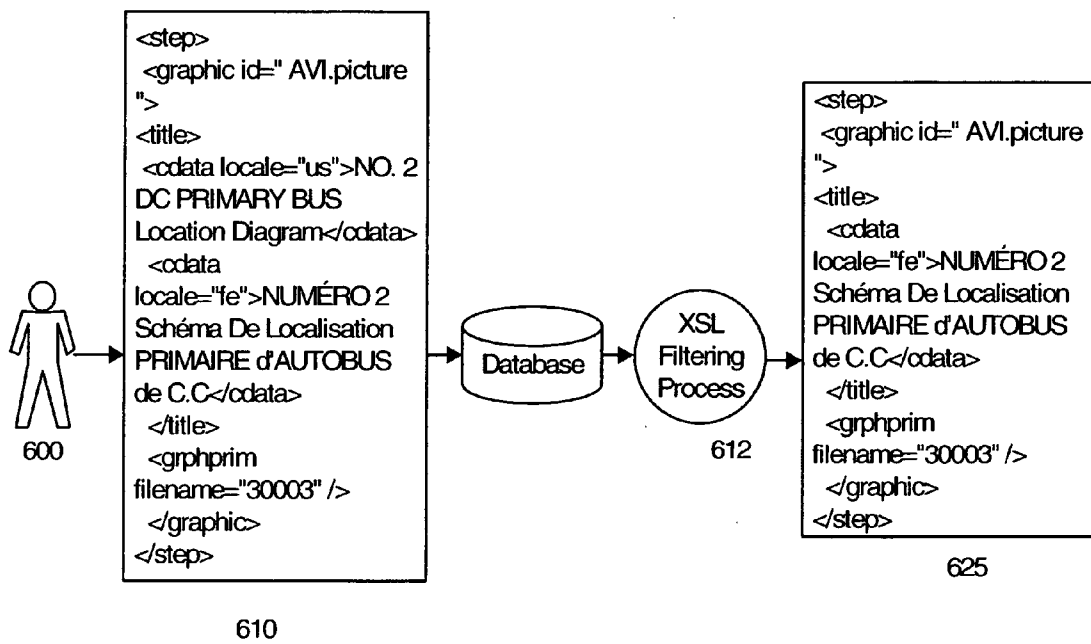 <step>
<graphic id=" AVI.picture
">
<title>
<cdata locale="us">NO. 2
DC PRIMARY BUS
Location Diagram</cdata>
<cdata
locale="fe">NUMÉRO 2
Schéma De Localisation
PRIMAIRE d'AUTOBUS
de C.C</cdata>
</title>
<grphprim
filename="30003" />
</graphic>
</step>
600
610
Database
XSL
Filtering
Process
612
<step>
<graphic id=" AVI.picture
">
<title>
<cdata
locale="fe">NUMÉRO 2
Schéma De Localisation
PRIMAIRE d'AUTOBUS
de C.C</cdata>
</title>
<grphprim
filename="30003" />
</graphic>
</step>
625